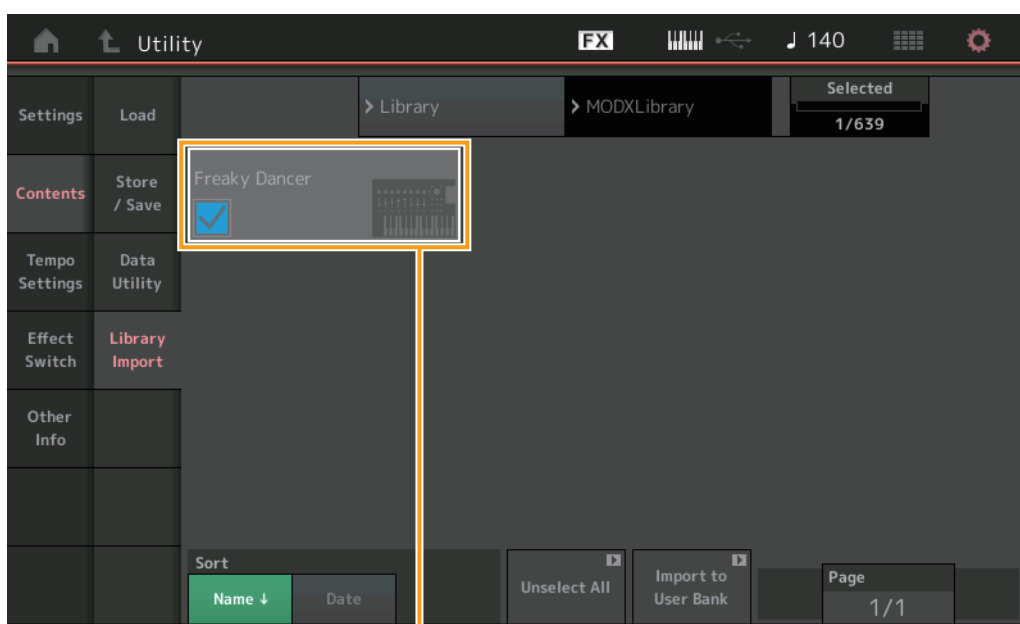 Utility
FX
♩ 140
Settings
Load
> Library
> MODXLibrary
Selected
1/639
Contents
Store
/ Save
Freaky Dancer
Tempo
Settings
Data
Utility
Effect
Switch
Library
Import
Other
Info
Sort
Name ↓
Date
Unselect All
Import to
User Bank
Page
1/1